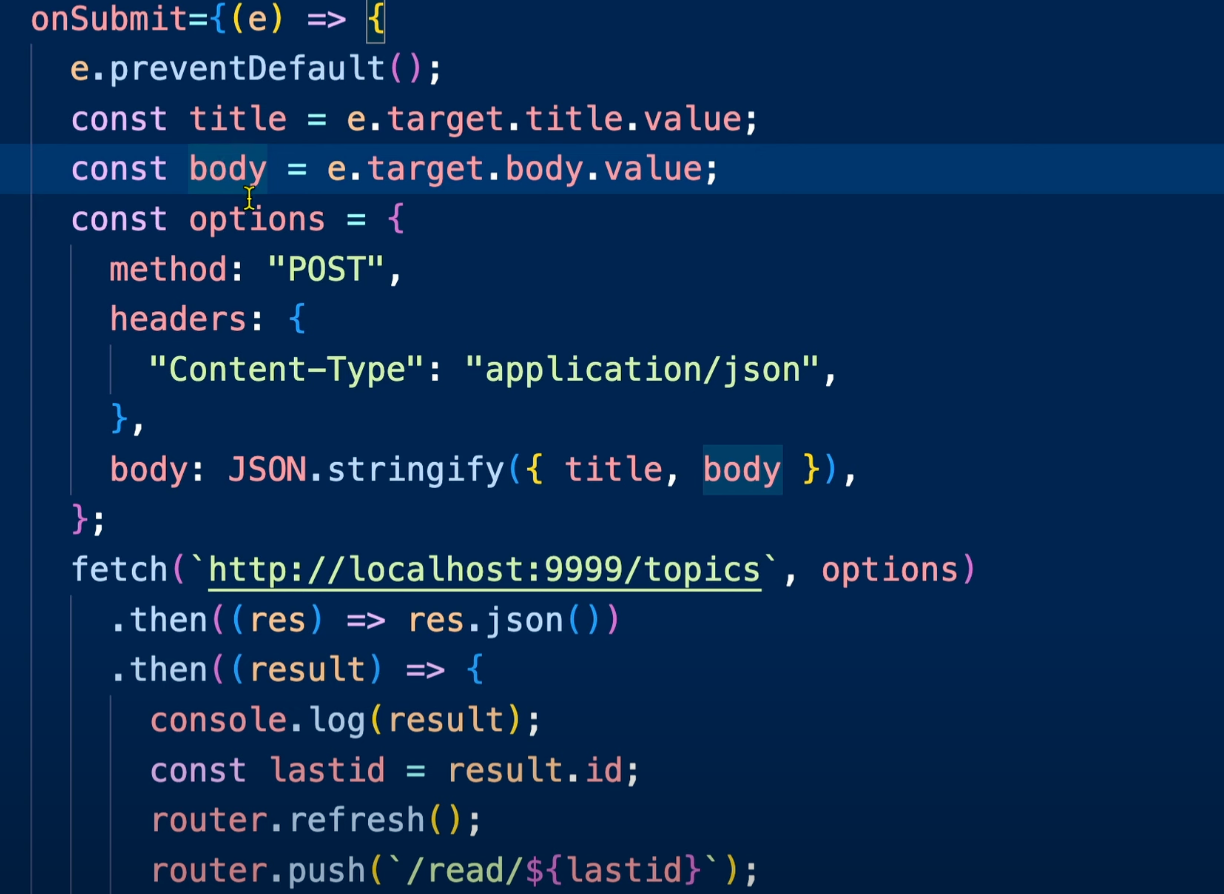 onSubmit={(e) => {
e.preventDefault();
const title = e.target.title.value;
const body = e.target.body.value;
const options = {
method: "POST",
headers: {
"Content-Type": "application/json",
},
body: JSON.stringify({ title, body }),
};
fetch(`http://localhost:9999/topics`, options)
.then((res) => res.json())
.then((result) => {
console.log(result);
const lastid = result.id;
router.refresh();
router.push(`/read/${lastid}`);